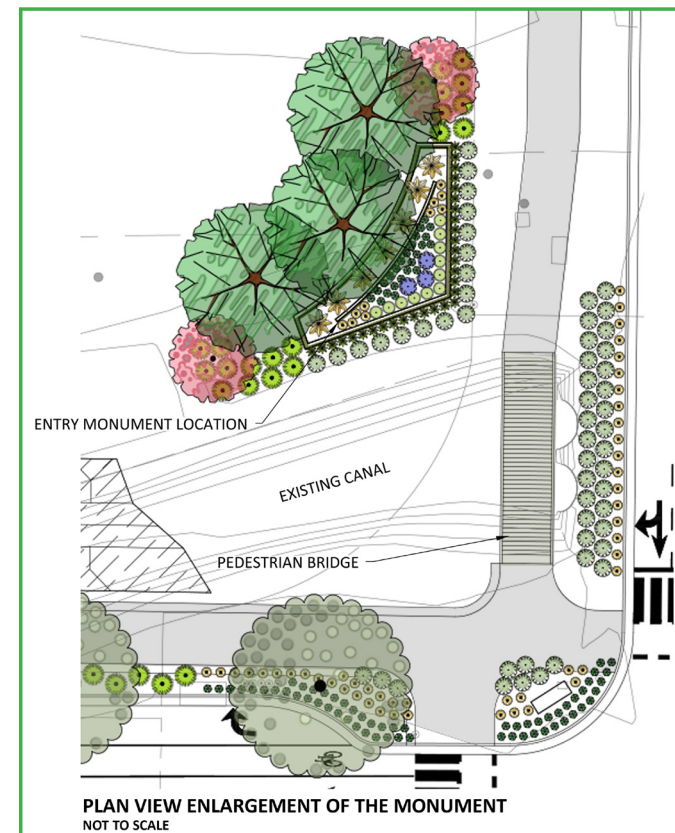 ENTRY MONUMENT LOCATION
EXISTING CANAL
PEDESTRIAN BRIDGE
PLAN VIEW ENLARGEMENT OF THE MONUMENT
NOT TO SCALE